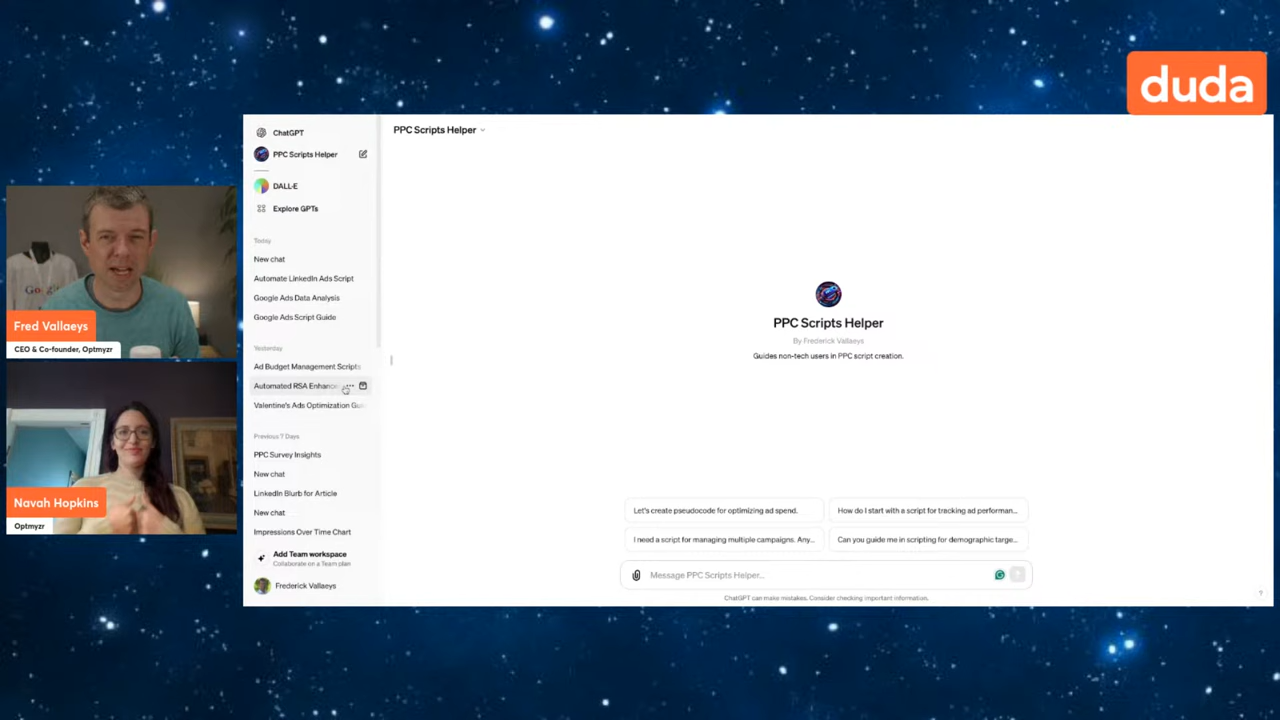 duda
Goo
Fred Vallaeys
CEO & Co-founder, Optmyzr
Navah Hopkins
Optmyzr
ChatGPT
PPC Scripts Helper
DALL·E
Explore GPTs
Today
New chat
Automate LinkedIn Ads Script
Google Ads Data Analysis
Google Ads Script Guide
Yesterday
Ad Budget Management Scripts
Automated RSA Enhance
Valentine's Ads Optimization Gui
Previous 7 Days
PPC Survey Insights
New chat
LinkedIn Blurb for Article
New chat
Impressions Over Time Chart
Add Team workspace
Collaborate on a Team plan
Frederick Vallaeys
PPC Scripts Helper
PPC Scripts Helper
By Frederick Vallaeys
Guides non-tech users in PPC script creation.
Let's create pseudocode for optimizing ad spend.
How do I start with a script for tracking ad performan...
I need a script for managing multiple campaigns. Any...
Can you guide me in scripting for demographic targe...
Message PPC Scripts Helper...
ChatGPT can make mistakes. Consider checking important information.
?